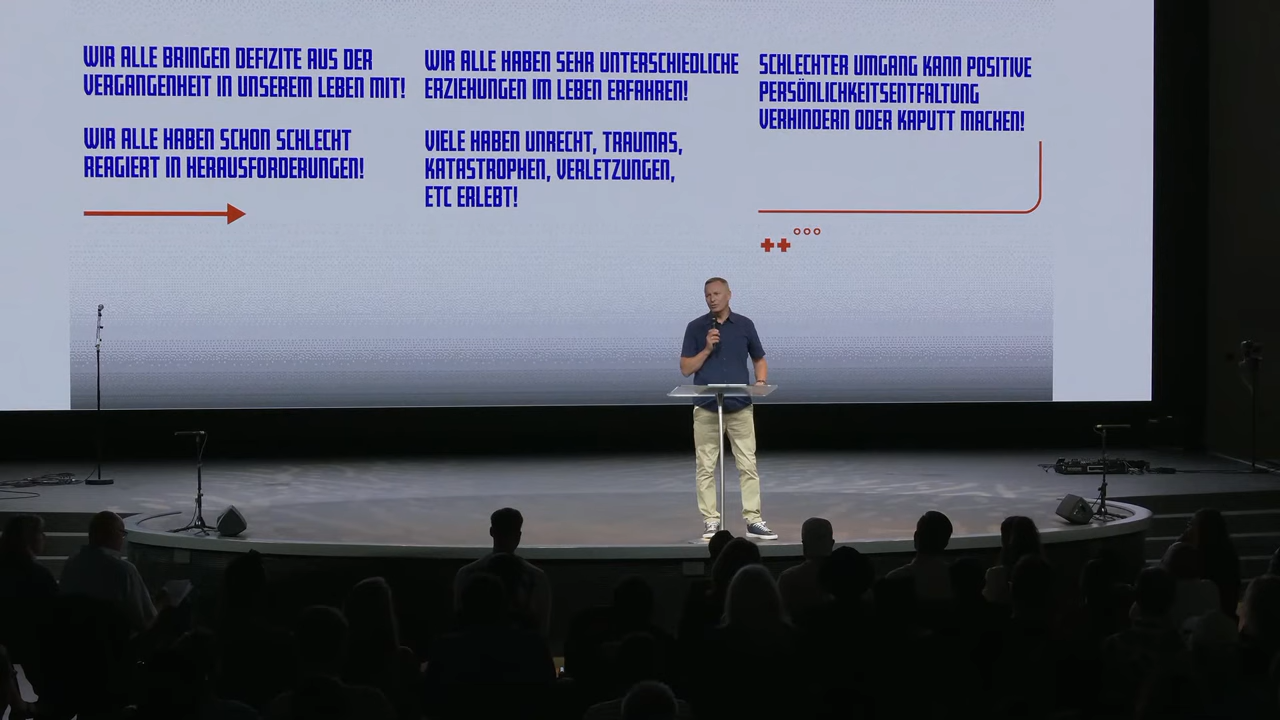 WIR ALLE BRINGEN DEFIZITE AUS DER
VERGANGENHEIT IN UNSEREM LEBEN MIT!
WIR ALLE HABEN SCHON SCHLECHT
REAGIERT IN HERAUSFORDERUNGEN!
WIR ALLE HABEN SEHR UNTERSCHIEDLICHE
ERZIEHUNGEN IM LEBEN ERFAHREN!
VIELE HABEN UNRECHT, TRAUMAS,
KATASTROPHEN, VERLETZUNGEN,
ETC ERLEBT!
SCHLECHTER UMGANG KANN POSITIVE
PERSÖNLICHKEITSENTFALTUNG
VERHINDERN ODER KAPUTT MACHEN!